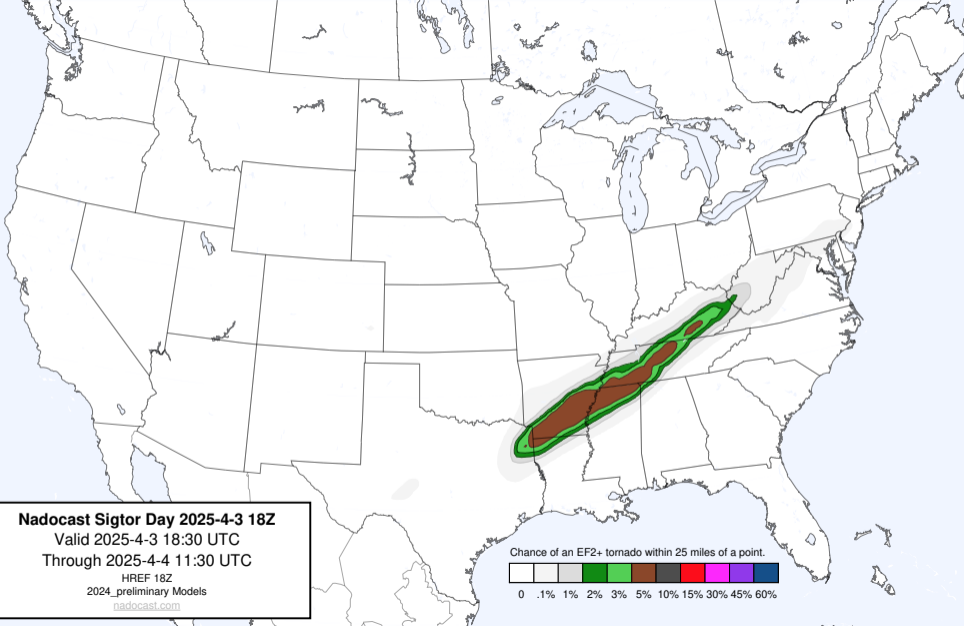 Nadocast Sigtor Day 2025-4-3 18Z
Valid 2025-4-3 18:30 UTC
Through 2025-4-4 11:30 UTC
HREF 18Z
2024_preliminary Models
nadocast.com
Chance of an EF2+ tornado within 25 miles of a point.
0 .1% 1% 2% 3% 5% 10% 15% 30% 45% 60%